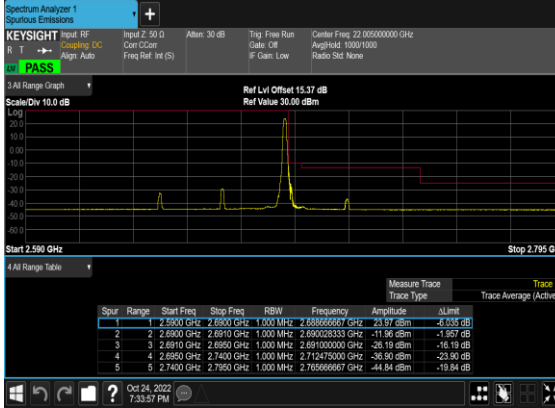 Spectrum Analyzer 1
Spurious Emissions
+
KEYSIGHT Input: RF Input Z: 50 Ω Atten: 30 dB Trig: Free Run Center Freq: 22.005000000 GHz
R T Coupling: DC Corr CCorr Gate: Off Avg|Hold: 1000/1000
Align: Auto Freq Ref: Int (S) IF Gain: Low Radio Std: None
PASS
3.All Range Graph
Ref Lvl Offset 15.37 dB
Scale/Div 10.0 dB Ref Value 30.00 dBm
Log
20.0
10.0
0.00
-10.0
-20.0
-30.0
-40.0
-50.0
-60.0
Start 2.590 GHz Stop 2.795 G
4.All Range Table
Measure Trace Trace
Trace Type Trace Average (Active
Spur Range Start Freq Stop Freq RBW Frequency Amplitude ΔLimit
1 1 2.5900 GHz 2.6900 GHz 1.000 MHz 2.688666667 GHz 23.97 dBm -6.035 dB
2 2 2.6900 GHz 2.6910 GHz 1.000 MHz 2.690028333 GHz -11.96 dBm -1.957 dB
3 3 2.6910 GHz 2.6950 GHz 1.000 MHz 2.691000000 GHz -26.19 dBm -16.19 dB
4 4 2.6950 GHz 2.7400 GHz 1.000 MHz 2.712475000 GHz -36.90 dBm -23.90 dB
5 5 2.7400 GHz 2.7950 GHz 1.000 MHz 2.765666667 GHz -44.84 dBm -19.84 dB
?
Oct 24, 2022
7:33:57 PM